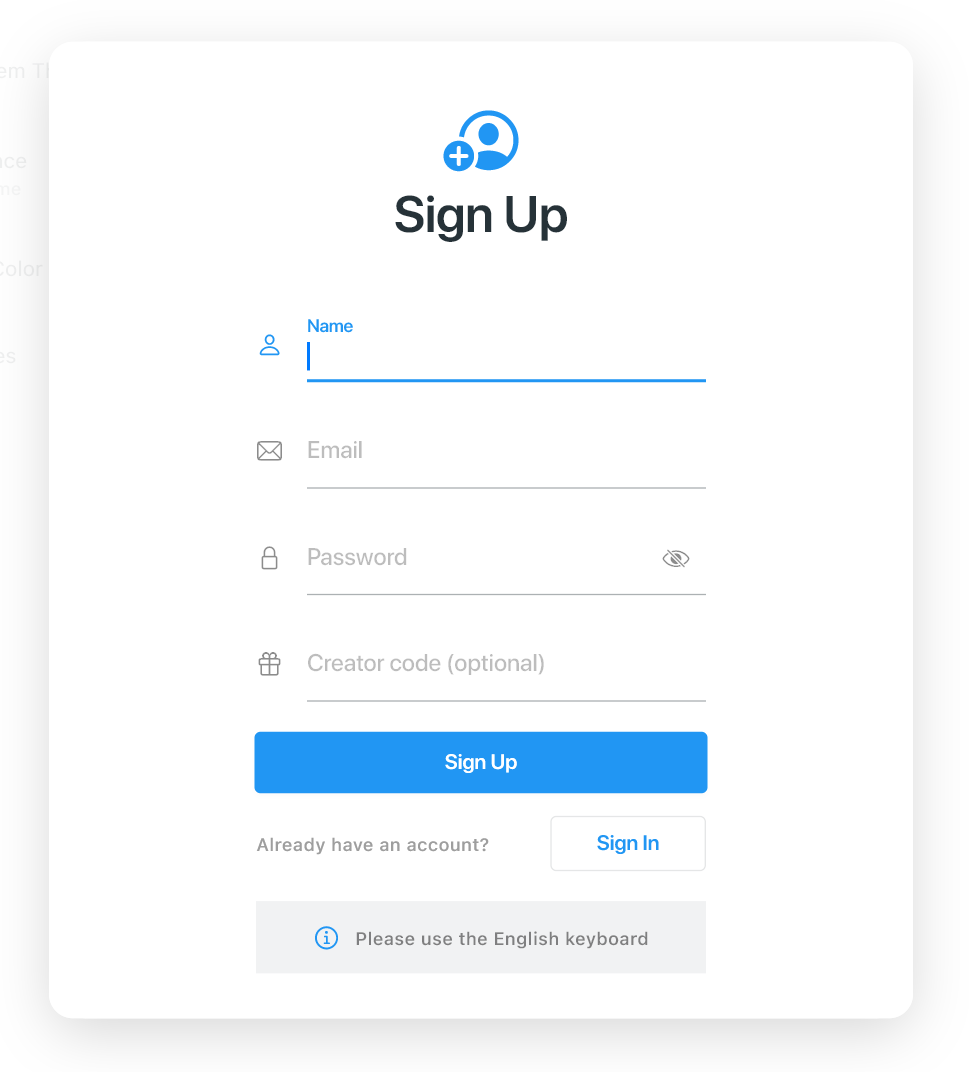 Sign Up
Name
Email
Password
Creator code (optional)
Sign Up
Already have an account?
Sign In
Please use the English keyboard
Color